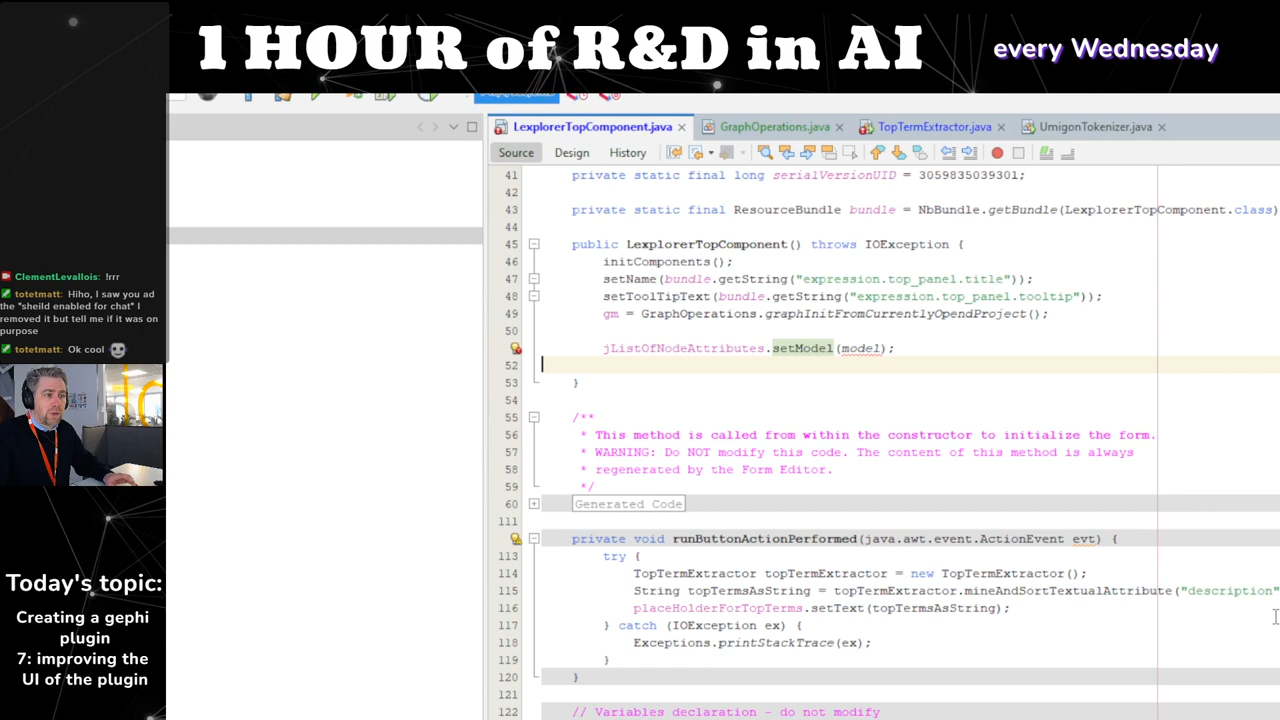 1 HOUR of R&D in AI
every Wednesday
LexplorerTopComponent.java
GraphOperations.java
TopTermExtractor.java
UmigonTokenizer.java
Source
Design
History
41 private static final long serialVersionUID = 3059835039301;
42
43 private static final ResourceBundle bundle = NbBundle.getBundle(LexplorerTopComponent.class)
44
45 public LexplorerTopComponent() throws IOException {
46 initComponents();
47 setName(bundle.getString("expression.top_panel.title"));
48 setToolTipText(bundle.getString("expression.top_panel.tooltip"));
49 gm = GraphOperations.graphInitFromCurrentlyOpendProject();
50
jListOfNodeAttributes.setModel(model);
52
53 }
54
55 /**
56 * This method is called from within the constructor to initialize the form.
57 * WARNING: Do NOT modify this code. The content of this method is always
58 * regenerated by the Form Editor.
59 */
60 Generated Code
111
private void runButtonActionPerformed(java.awt.event.ActionEvent evt) {
113 try {
114 TopTermExtractor topTermExtractor = new TopTermExtractor();
115 String topTermsAsString = topTermExtractor.mineAndSortTextualAttribute("description"
116 placeHolderForTopTerms.setText(topTermsAsString);
117 } catch (IOException ex) {
118 Exceptions.printStackTrace(ex);
119 }
120 }
121
122 // Variables declaration - do not modify
ClementLevallois: !rrr
totetmatt: Hiho, I saw you ad
the "sheild enabled for chat" I
removed it but tell me if it was on
purpose
totetmatt: Ok cool
Today's topic:
Creating a gephi
plugin
7: improving the
UI of the plugin